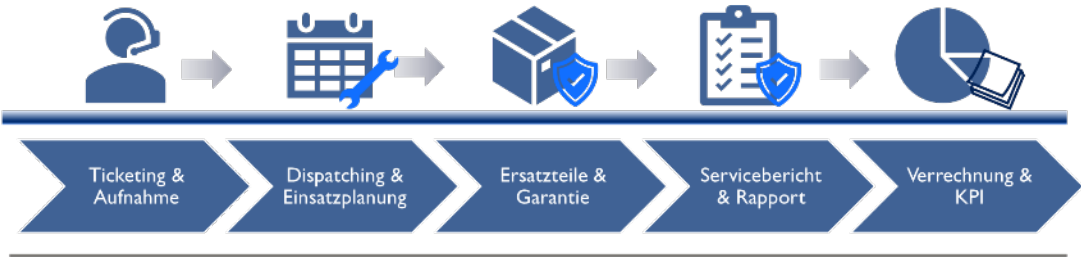 Ticketing &
Aufnahme
Dispatching &
Einsatzplanung
Ersatzteile &
Garantie
Servicebericht
& Rapport
Verrechnung &
KPI